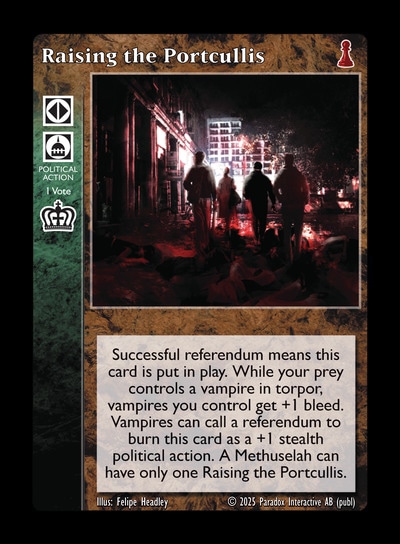 Raising the Portcullis
POLITICAL
ACTION
1 Vote
Successful referendum means this
card is put in play. While your prey
controls a vampire in torpor,
vampires you control get +1 bleed.
Vampires can call a referendum to
burn this card as a +1 stealth
political action. A Methuselah can
have only one Raising the Portcullis.
Illus: Felipe Headley © 2025 Paradox Interactive AB (publ)